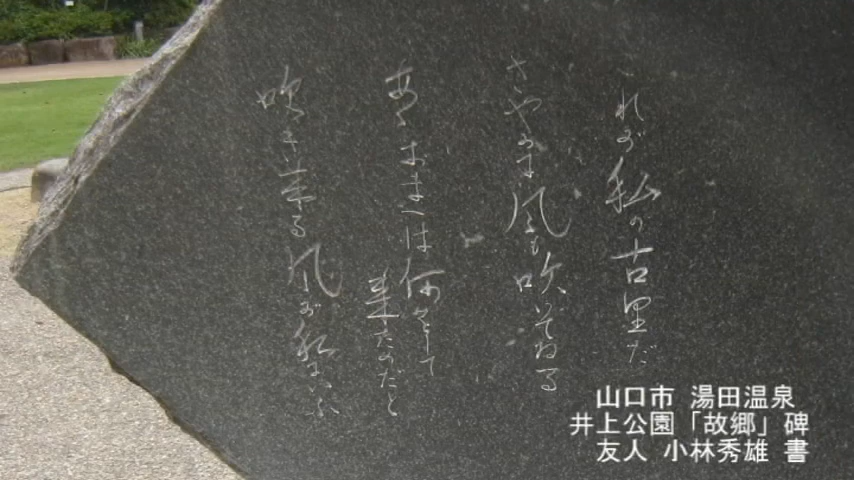 これが私の古里だ
さやかに風も吹いてゐる
あゝおまへは何をして
来たのだと
吹き来る風が私にいふ
山口市 湯田温泉
井上公園「故郷」碑
友人 小林秀雄 書